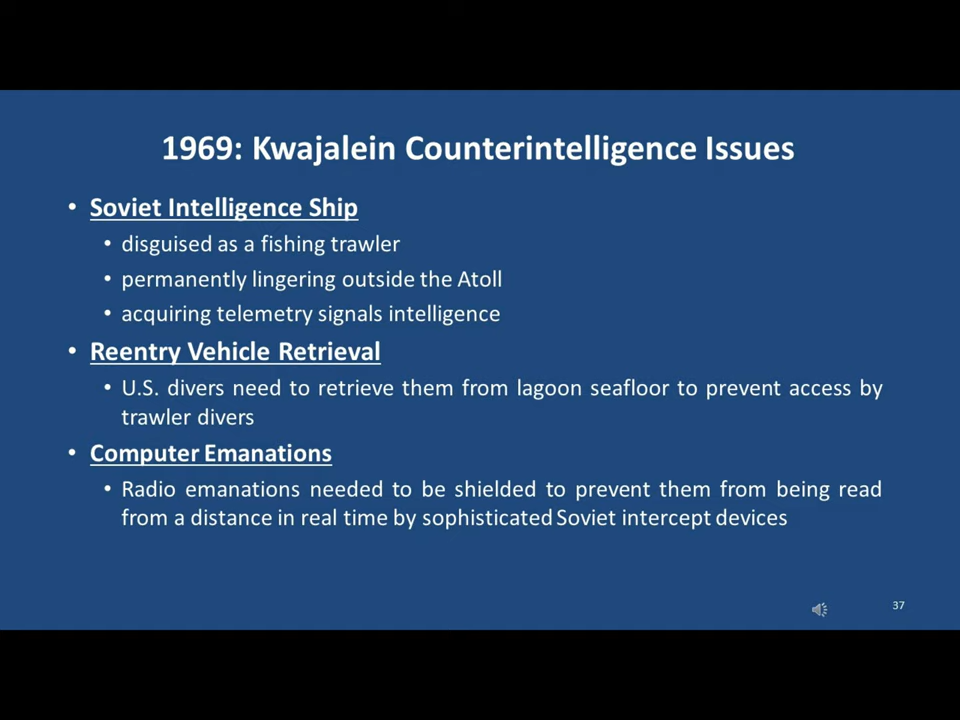 1969: Kwajalein Counterintelligence Issues
• Soviet Intelligence Ship
• disguised as a fishing trawler
• permanently lingering outside the Atoll
• acquiring telemetry signals intelligence
• Reentry Vehicle Retrieval
• U.S. divers need to retrieve them from lagoon seafloor to prevent access by
trawler divers
• Computer Emanations
• Radio emanations needed to be shielded to prevent them from being read
from a distance in real time by sophisticated Soviet intercept devices
37